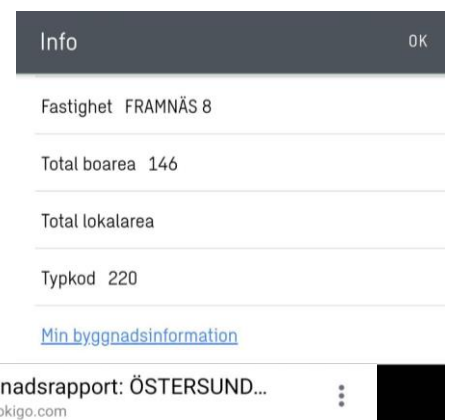 Info OK
Fastighet FRAMNÄS 8
Total boarea 146
Total lokalarea
Typkod 220
Min byggnadsinformation
nadsrapport: ÖSTERSUND...
okigo.com